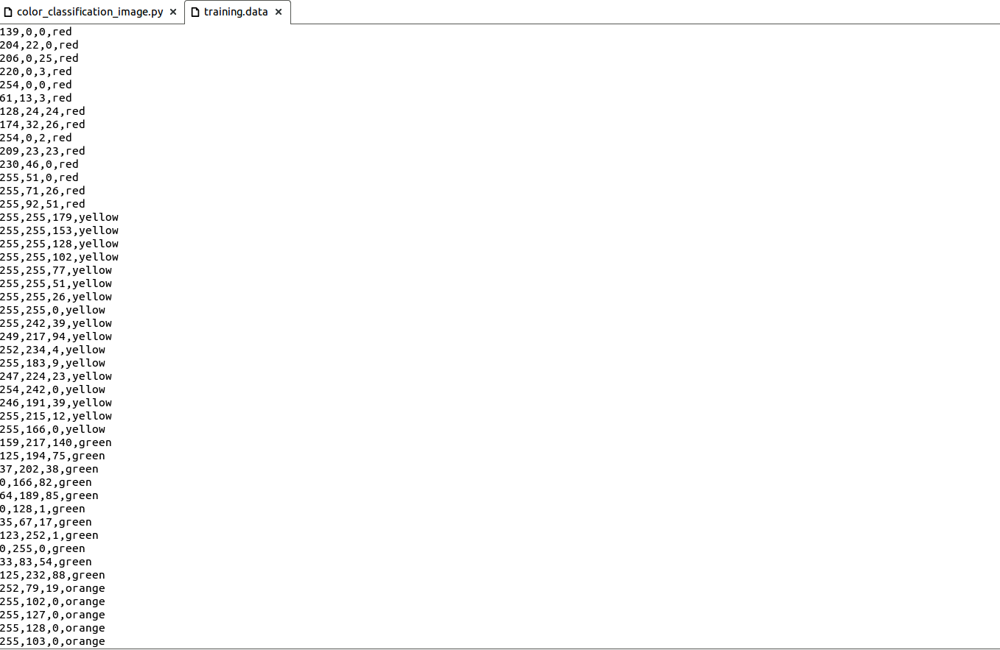 color_classification_image.py × training.data ×
139,0,0,red
204,22,0,red
206,0,25,red
220,0,3,red
254,0,0,red
61,13,3,red
128,24,24,red
174,32,26,red
254,0,2,red
209,23,23,red
230,46,0,red
255,51,0,red
255,71,26,red
255,92,51,red
255,255,179,yellow
255,255,153,yellow
255,255,128,yellow
255,255,102,yellow
255,255,77,yellow
255,255,51,yellow
255,255,26,yellow
255,255,0,yellow
255,242,39,yellow
249,217,94,yellow
252,234,4,yellow
255,183,9,yellow
247,224,23,yellow
254,242,0,yellow
246,191,39,yellow
255,215,12,yellow
255,166,0,yellow
159,217,140,green
125,194,75,green
37,202,38,green
0,166,82,green
64,189,85,green
0,128,1,green
35,67,17,green
123,252,1,green
0,255,0,green
33,83,54,green
125,232,88,green
252,79,19,orange
255,102,0,orange
255,127,0,orange
255,128,0,orange
255,103,0,orange